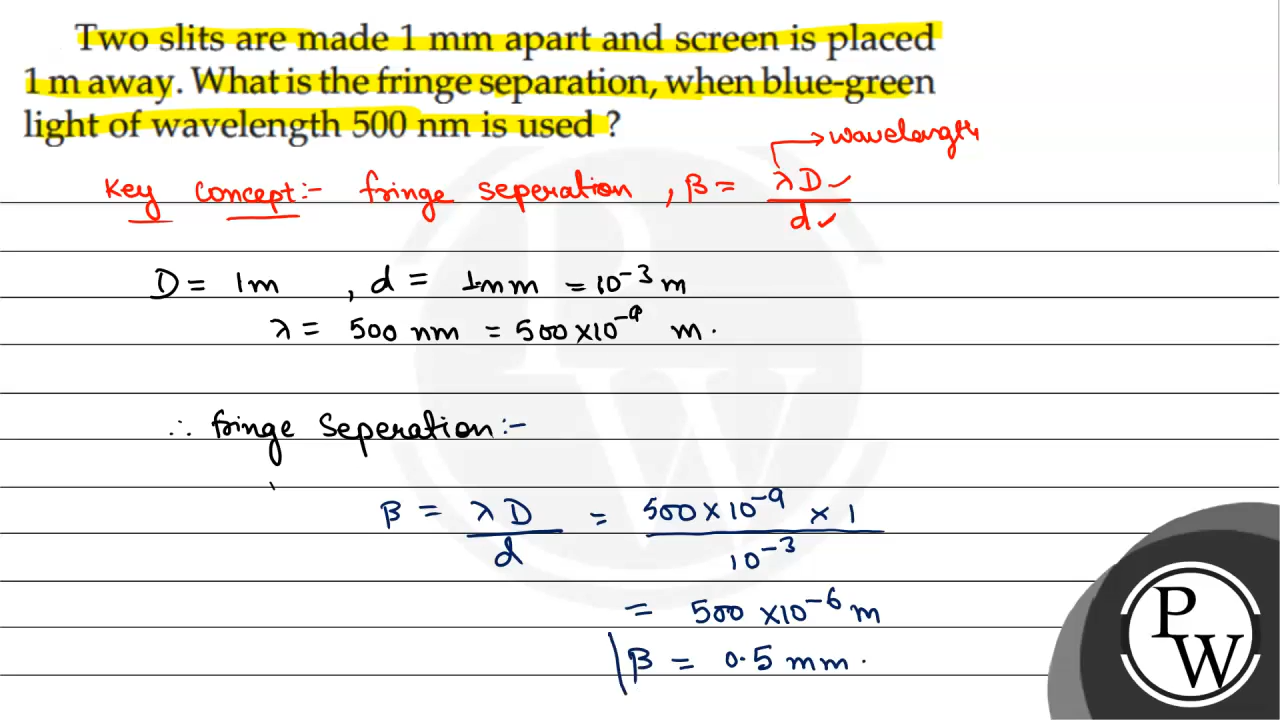 Two slits are made 1 mm apart and screen is placed
1 m away. What is the fringe separation, when blue-green
light of wavelength 500 nm is used ?
→ wavelength
Key concept:- fringe seperation , β = λD✓
d✓
D = 1m , d = 1mm = 10⁻³ m
λ = 500 nm = 500×10⁻⁹ m.
∴ fringe Seperation:-
β = λD/d = 500×10⁻⁹ × 1/10⁻³
= 500 ×10⁻⁶ m
β = 0.5 mm.
PW
PW